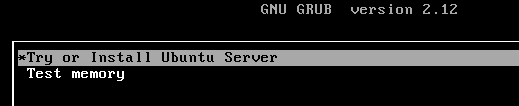 GNU GRUB version 2.12
*Try or Install Ubuntu Server
Test memory